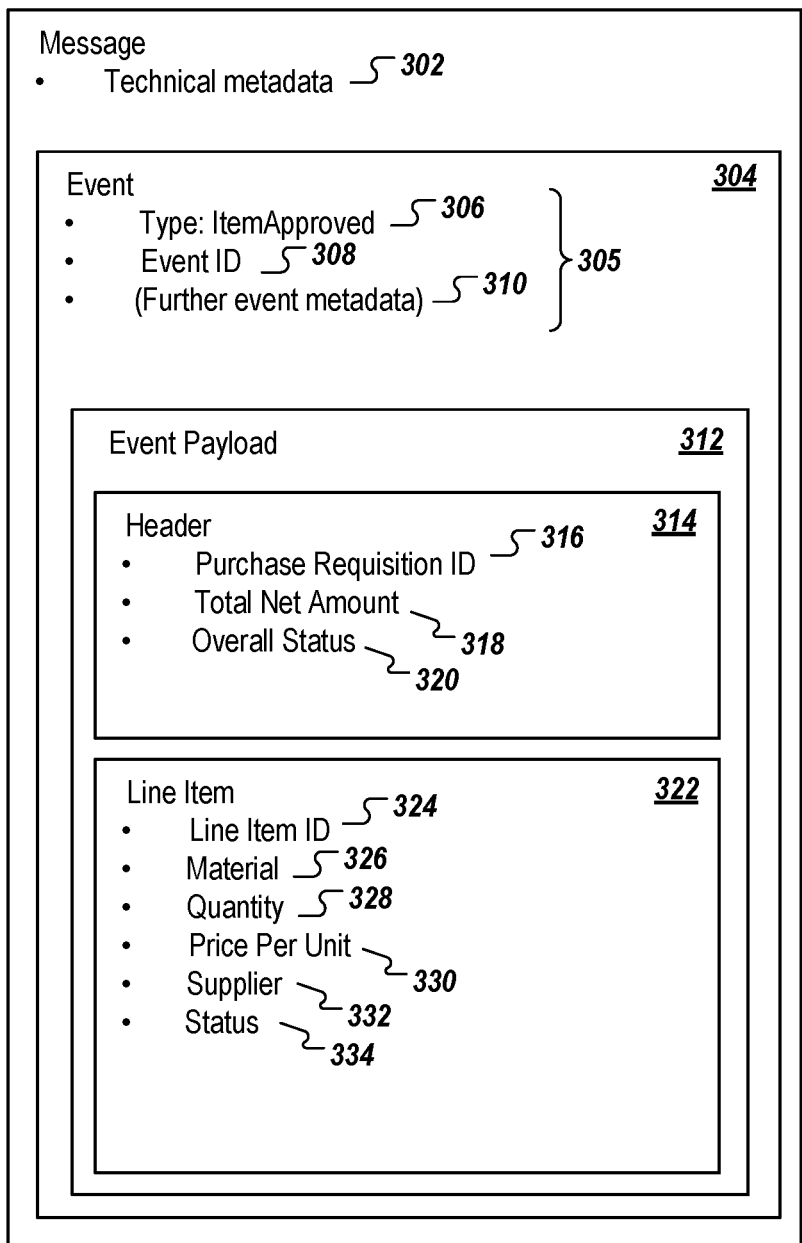 Message
• Technical metadata 302
304
Event
• Type: ItemApproved 306
• Event ID 308
• (Further event metadata) 310
305
Event Payload 312
Header 314
• Purchase Requisition ID 316
• Total Net Amount 318
• Overall Status 320
Line Item 322
• Line Item ID 324
• Material 326
• Quantity 328
• Price Per Unit 330
• Supplier 332
• Status 334